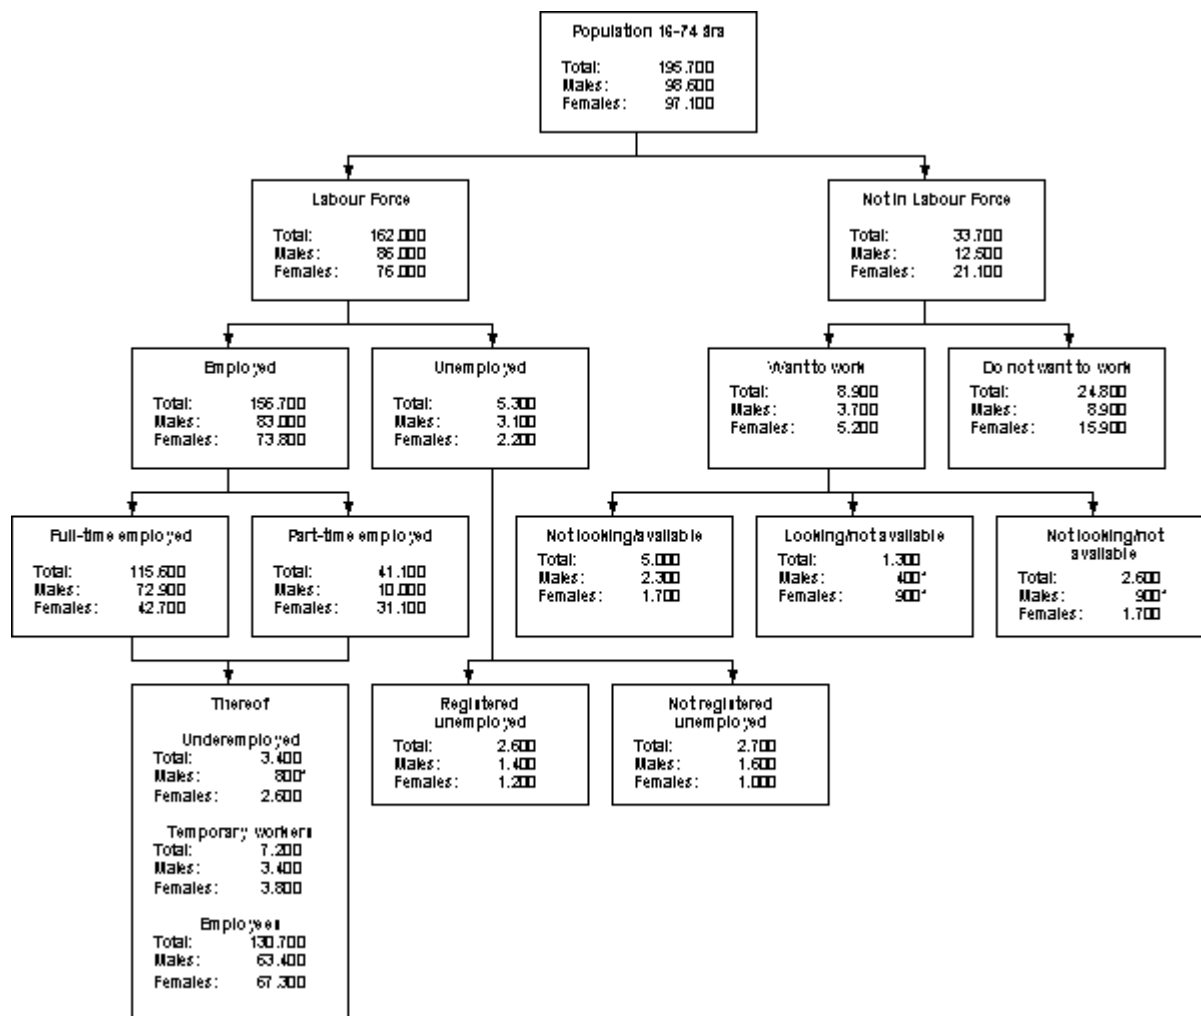 Population 16-74 ára
Total: 195.700
Males: 98.600
Females: 97.100
Labour Force
Total: 162.000
Males: 86.000
Females: 76.000
Not in Labour Force
Total: 33.700
Males: 12.500
Females: 21.100
Employed
Total: 156.700
Males: 83.000
Females: 73.800
Unemployed
Total: 5.300
Males: 3.100
Females: 2.200
Want to work
Total: 8.900
Males: 3.700
Females: 5.200
Do not want to work
Total: 24.800
Males: 8.900
Females: 15.900
Full-time employed
Total: 115.600
Males: 72.900
Females: 42.700
Part-time employed
Total: 41.100
Males: 10.000
Females: 31.100
Not looking/available
Total: 5.000
Males: 2.300
Females: 1.700
Looking/not available
Total: 1.300
Males: 400*
Females: 900*
Not looking/not
available
Total: 2.600
Males: 900*
Females: 1.700
Thereof
Underemployed
Total: 3.400
Males: 800*
Females: 2.600
Temporary workers
Total: 7.200
Males: 3.400
Females: 3.800
Employees
Total: 130.700
Males: 63.400
Females: 67.300
Registered
unemployed
Total: 2.600
Males: 1.400
Females: 1.200
Not registered
unemployed
Total: 2.700
Males: 1.600
Females: 1.000